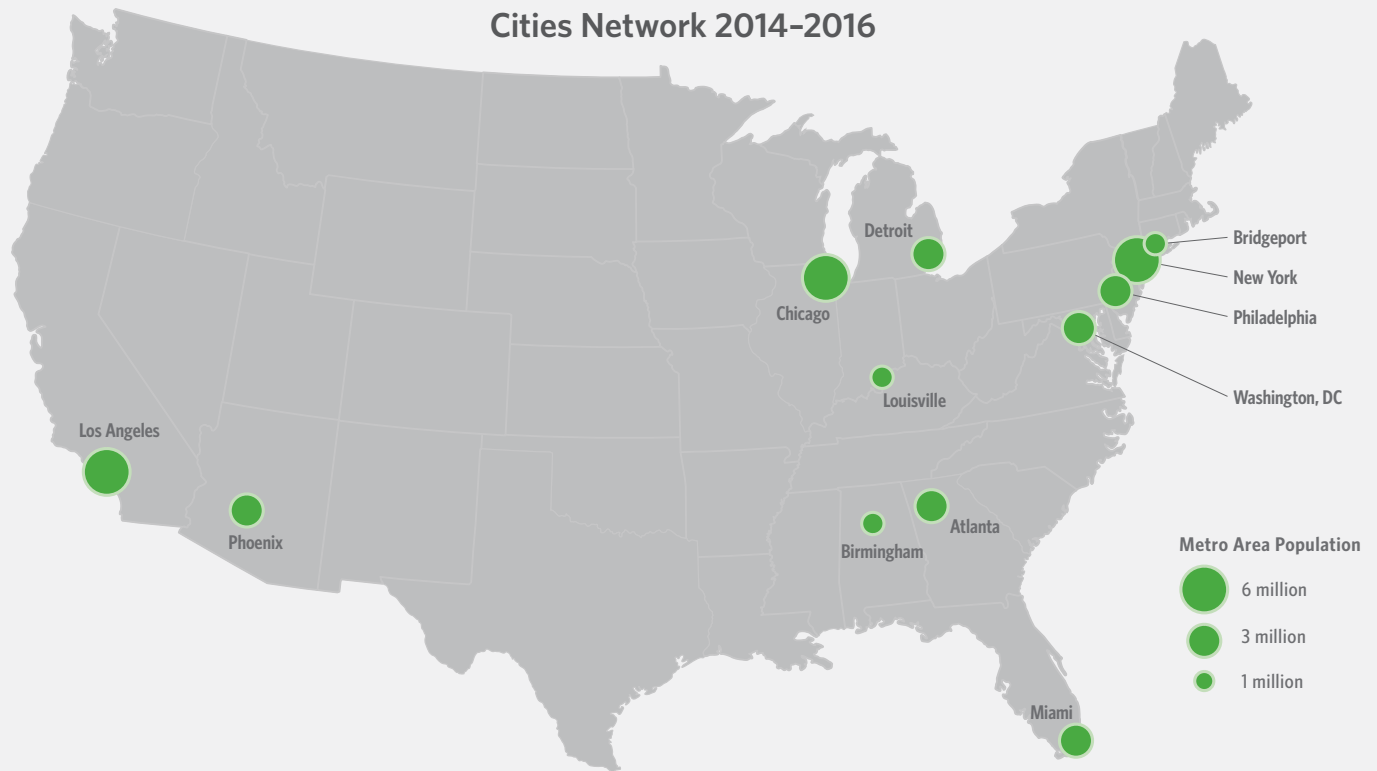 Cities Network 2014–2016
Detroit
Bridgeport
New York
Chicago
Philadelphia
Louisville
Washington, DC
Los Angeles
Phoenix
Atlanta
Birmingham
Metro Area Population
6 million
3 million
1 million
Miami